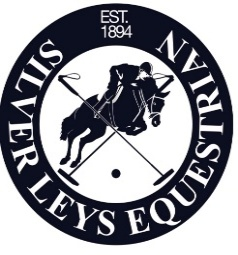 EST.
1894
SILVER LEYS EQUESTRIAN